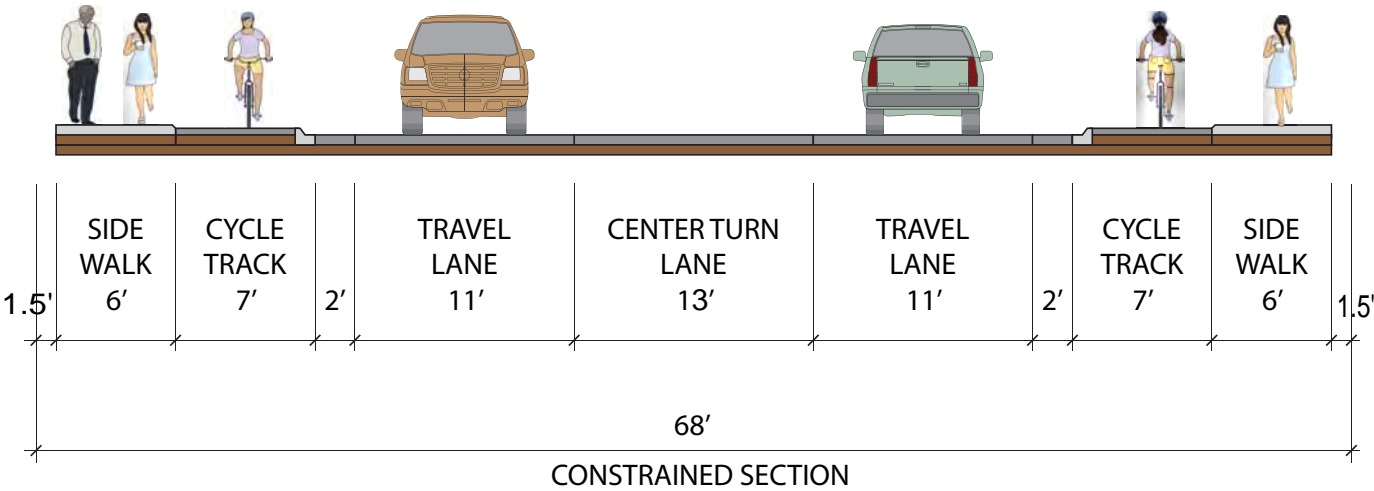 SIDE WALK 6’
CYCLE TRACK 7’
TRAVEL LANE 11’
CENTER TURN LANE 13’
TRAVEL LANE 11’
CYCLE TRACK 7’
SIDE WALK 6’
1.5'
2’
2’
1.5'
68’
CONSTRAINED SECTION